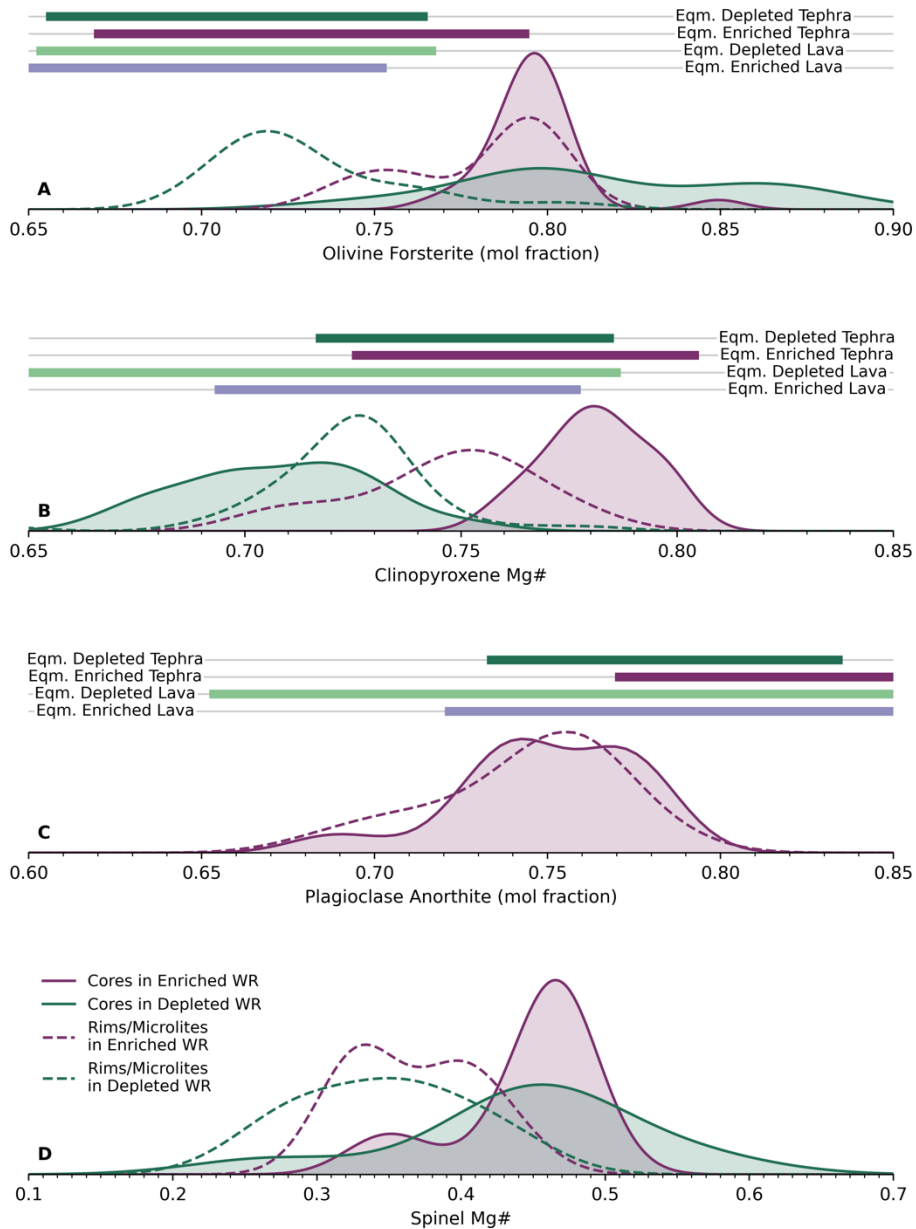 Eqm. Depleted Tephra
Eqm. Enriched Tephra
Eqm. Depleted Lava
Eqm. Enriched Lava
A
0.65 0.70 0.75 0.80 0.85 0.90
Olivine Forsterite (mol fraction)
Eqm. Depleted Tephra
Eqm. Enriched Tephra
Eqm. Depleted Lava
Eqm. Enriched Lava
B
0.65 0.70 0.75 0.80 0.85
Clinopyroxene Mg#
Eqm. Depleted Tephra
Eqm. Enriched Tephra
Eqm. Depleted Lava
Eqm. Enriched Lava
C
0.60 0.65 0.70 0.75 0.80 0.85
Plagioclase Anorthite (mol fraction)
Cores in Enriched WR
Cores in Depleted WR
Rims/Microlites
in Enriched WR
Rims/Microlites
in Depleted WR
D
0.1 0.2 0.3 0.4 0.5 0.6 0.7
Spinel Mg#